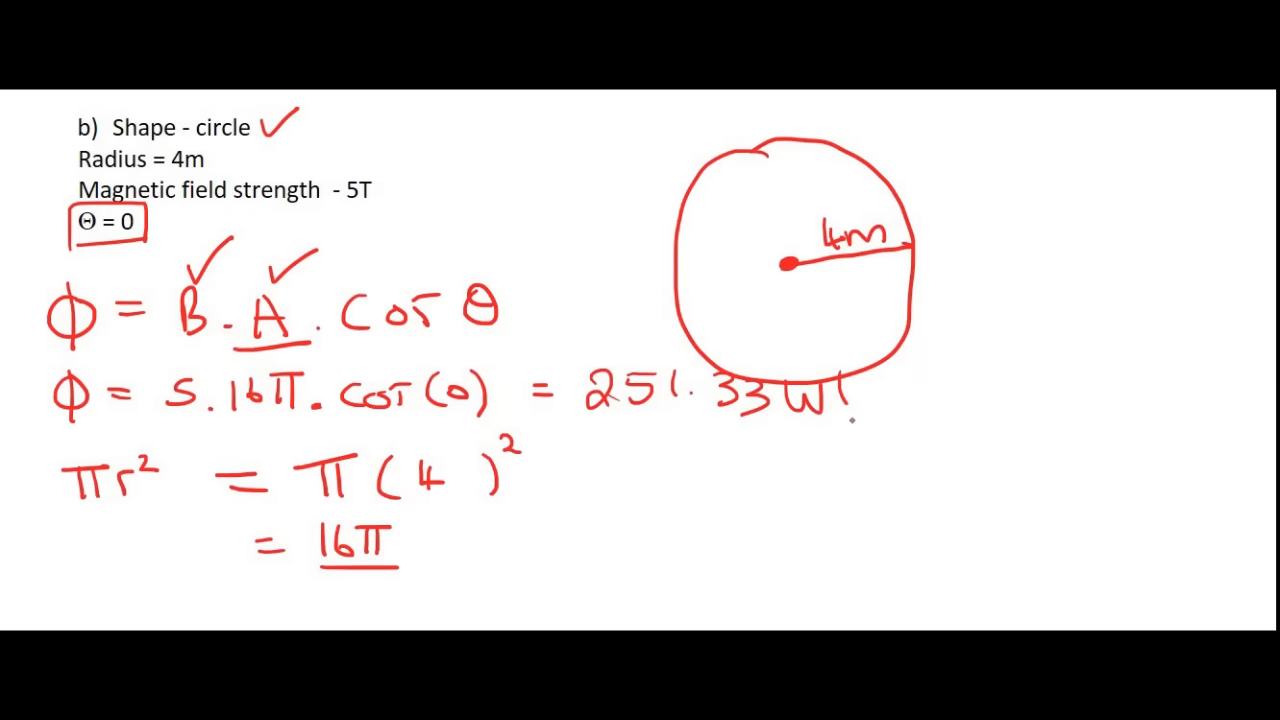 b) Shape - circle ✓
Radius = 4m
Magnetic field strength - 5T
Θ = 0
4m
ϕ = B . A . cos θ
ϕ = 5 . 16π . cos(0) = 251.33 W
πr² = π(4 )²
= 16π